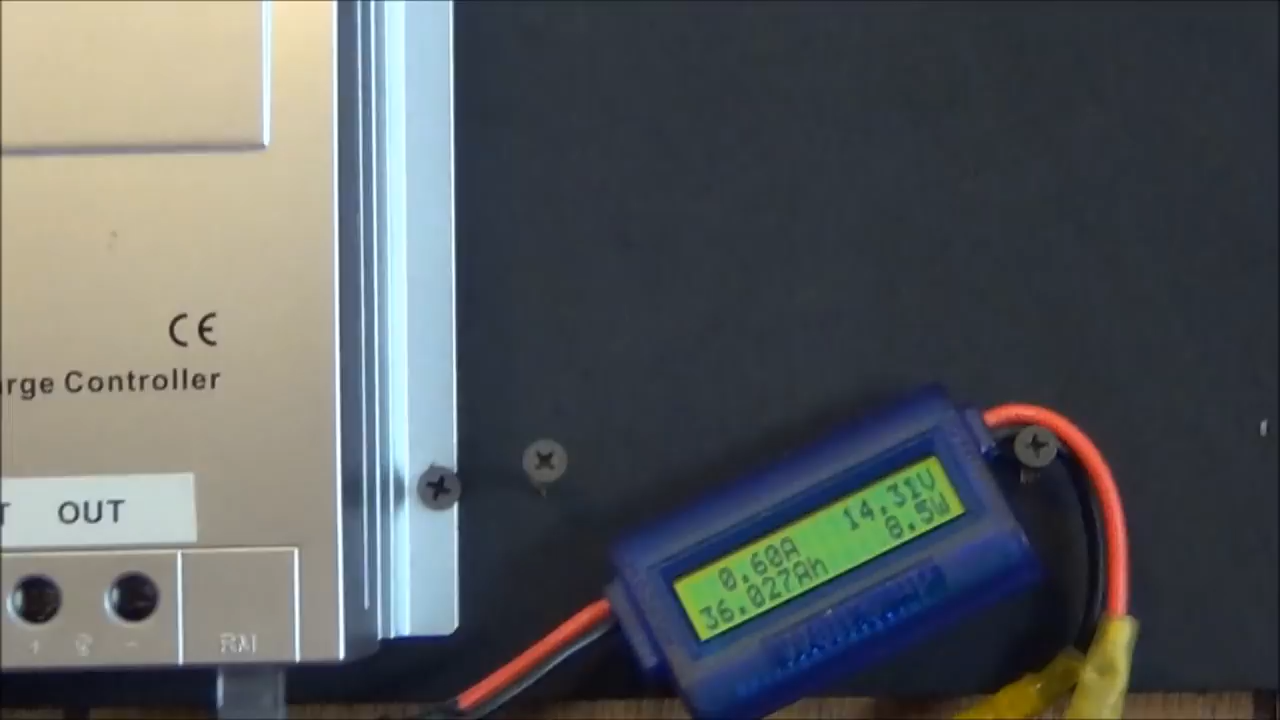 CE
rge Controller
T OUT
+ -
0.60A 14.31V
36.027Ah 8.5W